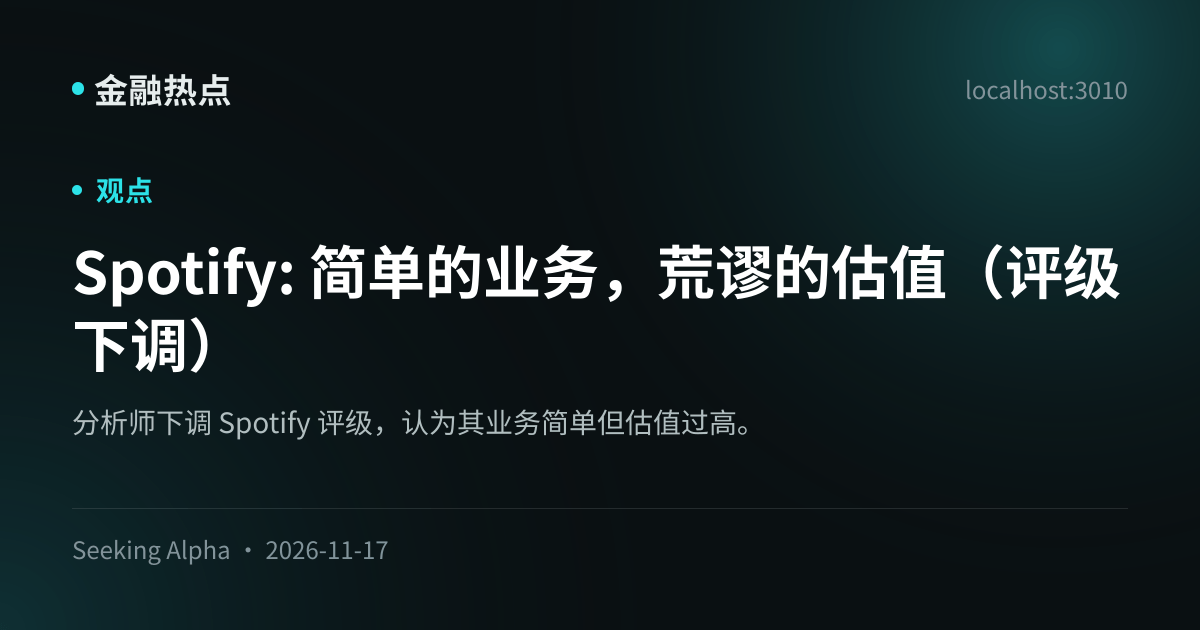 金融热点
localhost:3010
观点
Spotify: 简单的业务，荒谬的估值（评级
下调）
分析师下调 Spotify 评级，认为其业务简单但估值过高。
Seeking Alpha · 2026-11-17